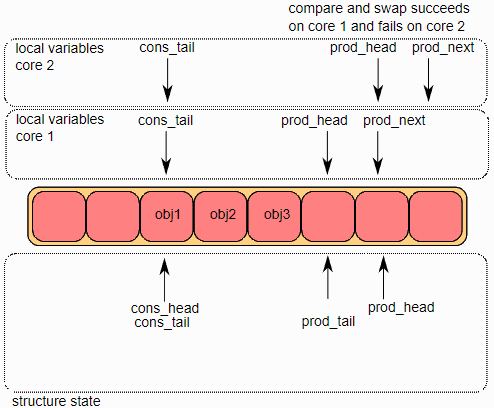 compare and swap succeeds
on core 1 and fails on core 2
local variables
core 2
cons_tail
prod_head
prod_next
local variables
core 1
cons_tail
prod_head
prod_next
obj1
obj2
obj3
cons_head
cons_tail
prod_tail
prod_head
structure state